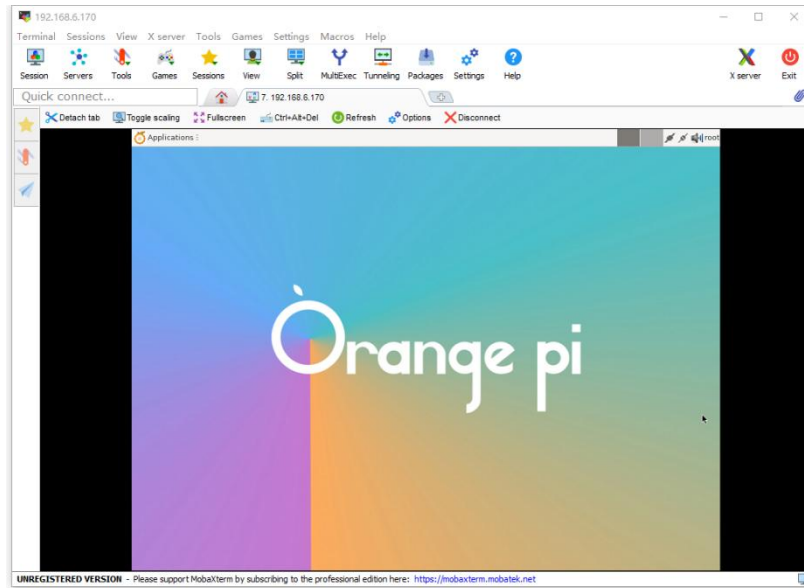 192.168.6.170
Terminal Sessions View X server Tools Games Settings Macros Help
Session Servers Tools Games Sessions View Split MultiExec Tunneling Packages Settings Help X server Exit
Quick connect... 7. 192.168.6.170
Detach tab Toggle scaling Fullscreen Ctrl+Alt+Del Refresh Options Disconnect
Applications root
Orange pi
UNREGISTERED VERSION - Please support MobaXterm by subscribing to the professional edition here: https://mobaxterm.mobatek.net